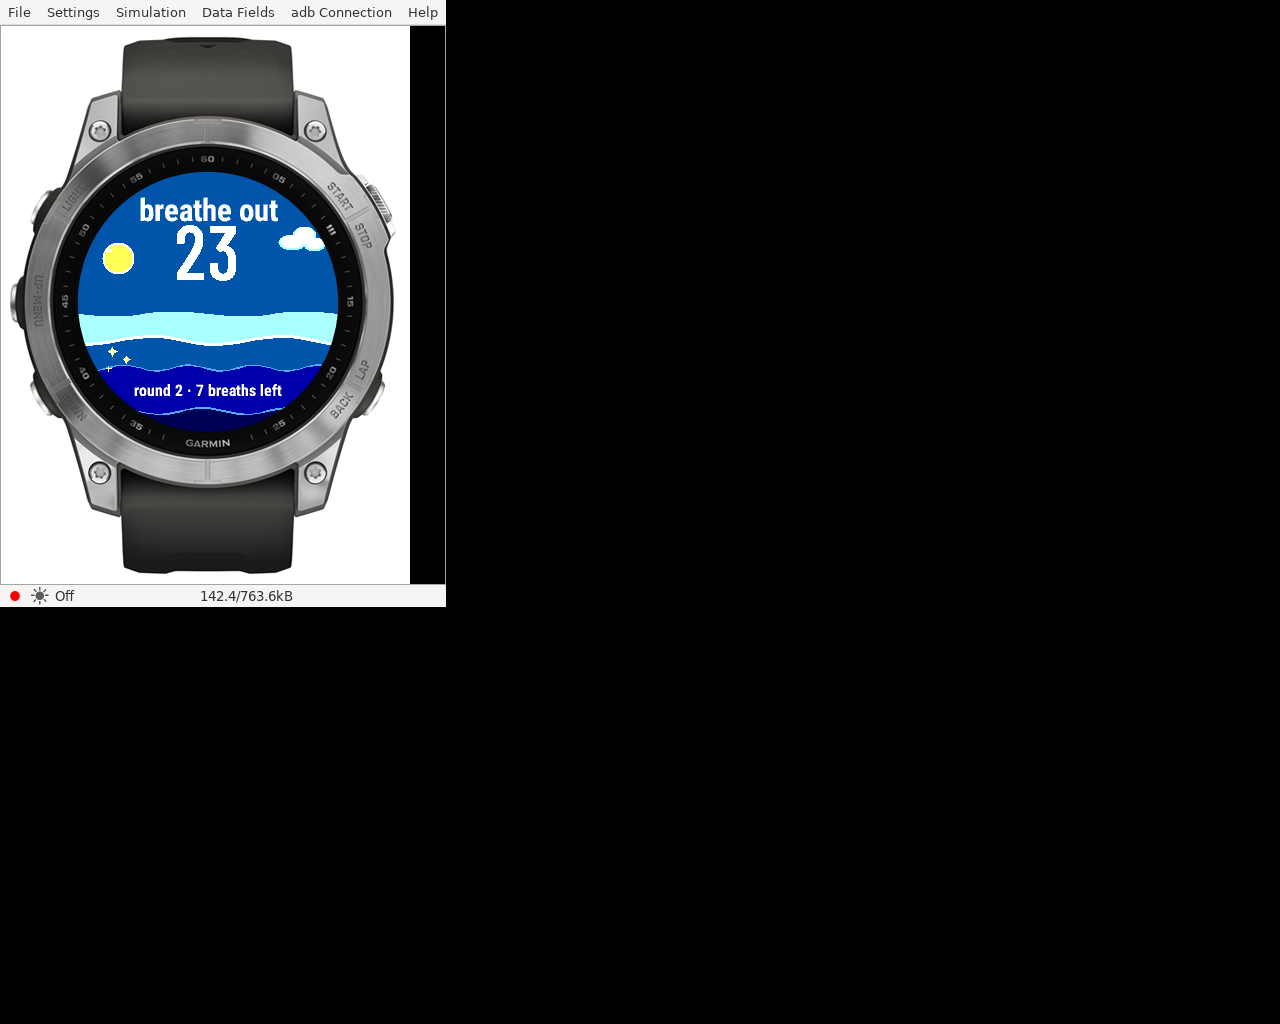 File Settings Simulation Data Fields adb Connection Help
60
55 05
LIGHT START
50 STOP
breathe out
23
UP·MENU 45 15
40 20 LAP
round 2 · 7 breaths left
BACK
35 25
GARMIN
Off 142.4/763.6kB